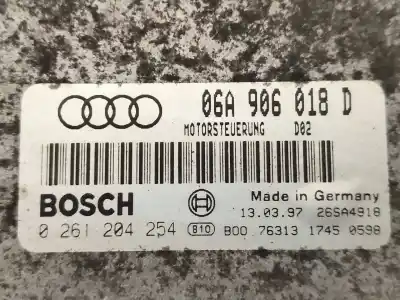 06A 906 018 D
MOTORSTEUERUNG D02
BOSCH
Made in Germany
13.03.97 26SA4918
0 261 204 254 B10 B00 76313 1745 0598